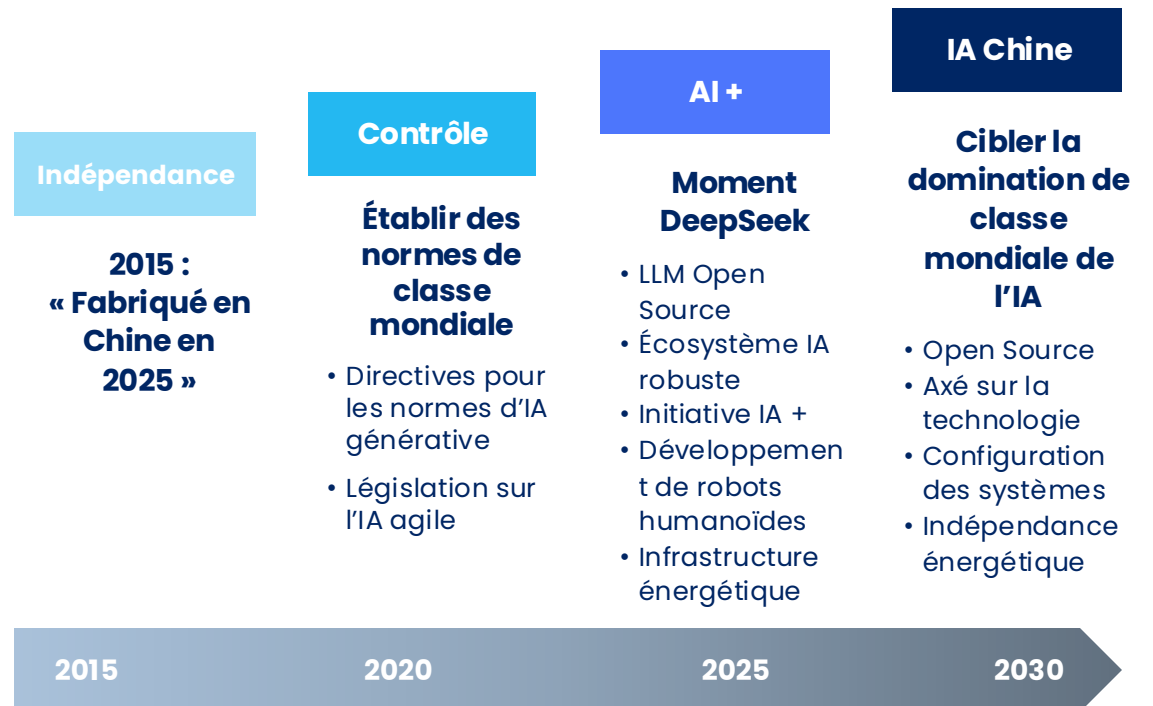 Indépendance
2015 :
« Fabriqué en
Chine en
2025 »
Contrôle
Établir des
normes de
classe
mondiale
• Directives pour
les normes d’IA
générative
• Législation sur
l’IA agile
AI +
Moment
DeepSeek
• LLM Open
Source
• Écosystème IA
robuste
• Initiative IA +
• Développemen
t de robots
humanoïdes
• Infrastructure
énergétique
IA Chine
Cibler la
domination de
classe
mondiale de
l’IA
• Open Source
• Axé sur la
technologie
• Configuration
des systèmes
• Indépendance
énergétique
2015
2020
2025
2030